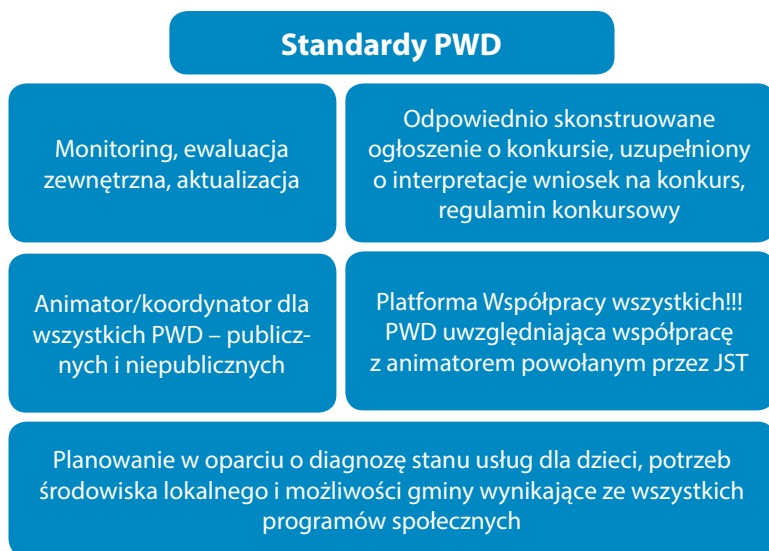 Standardy PWD
Monitoring, ewaluacja
zewnętrzna, aktualizacja
Odpowiednio skonstruowane
ogłoszenie o konkursie, uzupełniony
o interpretacje wniosek na konkurs,
regulamin konkursowy
Animator/koordynator dla
wszystkich PWD – publicz-
nych i niepublicznych
Platforma Współpracy wszystkich!!!
PWD uwzględniająca współpracę
z animatorem powołanym przez JST
Planowanie w oparciu o diagnozę stanu usług dla dzieci, potrzeb
środowiska lokalnego i możliwości gminy wynikające ze wszystkich
programów społecznych